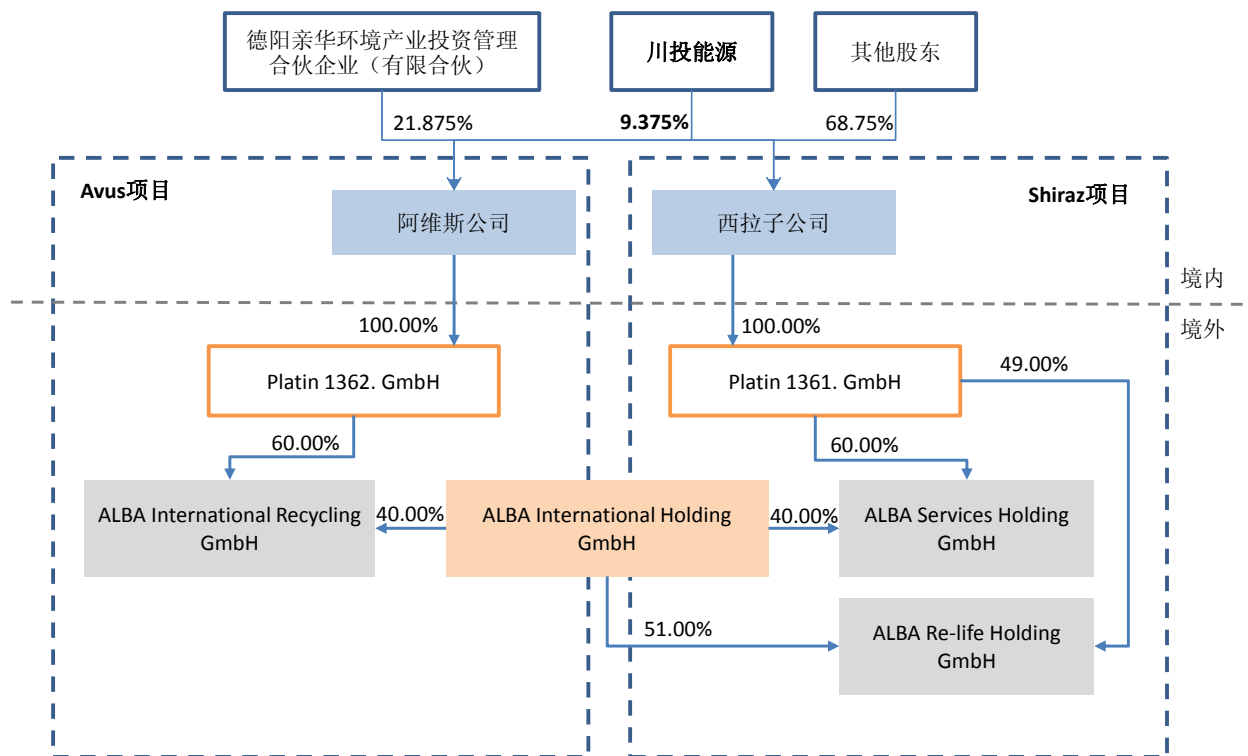 德阳亲华环境产业投资管理
合伙企业（有限合伙）
川投能源
其他股东
21.875%
9.375%
68.75%
Avus项目
Shiraz项目
阿维斯公司
西拉子公司
境内
境外
100.00%
100.00%
Platin 1362. GmbH
Platin 1361. GmbH
49.00%
60.00%
60.00%
ALBA International Recycling
GmbH
40.00%
ALBA International Holding
GmbH
40.00%
ALBA Services Holding
GmbH
51.00%
ALBA Re-life Holding
GmbH